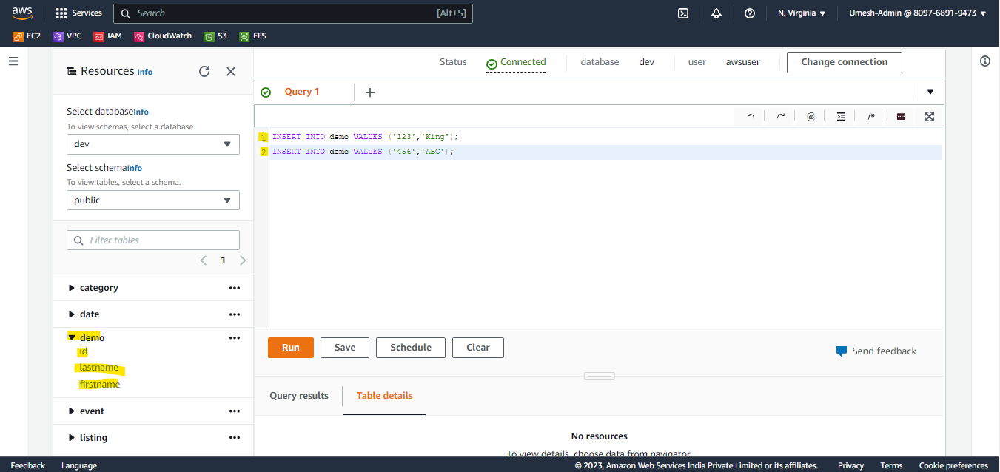 aws
Services
Search
[Alt+S]
N. Virginia
Umesh-Admin @ 8097-6891-9473
EC2
VPC
IAM
CloudWatch
S3
EFS
Resources Info
Status
Connected
database
dev
user
awsuser
Change connection
Query 1
Select databaseInfo
To view schemas, select a database.
dev
Select schemaInfo
To view tables, select a schema.
public
Filter tables
1
category
date
demo
id
lastname
firstname
event
listing
@
/*
1 INSERT INTO demo VALUES ('123','King');
2 INSERT INTO demo VALUES ('456','ABC');
Run
Save
Schedule
Clear
Send feedback
Query results
Table details
No resources
To view details, choose data from navigator.
Feedback
Language
© 2023, Amazon Web Services India Private Limited or its affiliates.
Privacy
Terms
Cookie preferences